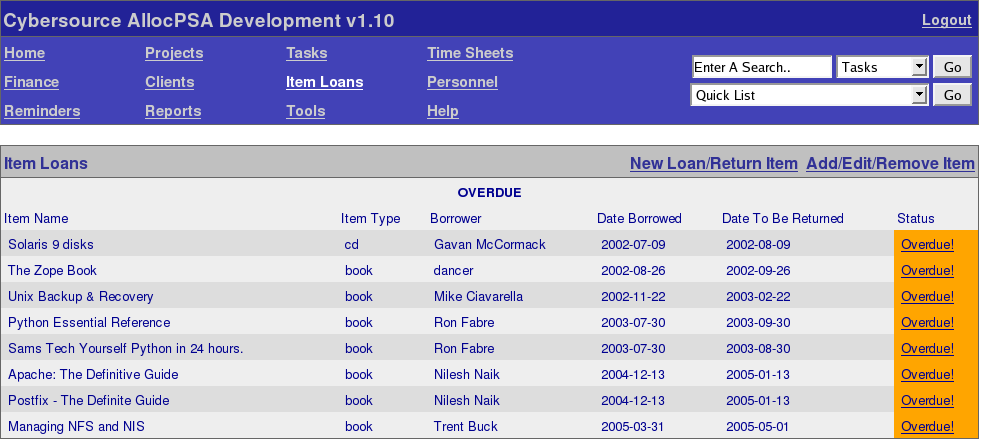 Cybersource AllocPSA Development v1.10 Logout
Home Projects Tasks Time Sheets
Enter A Search.. Tasks Go
Finance Clients Item Loans Personnel
Quick List Go
Reminders Reports Tools Help
Item Loans New Loan/Return Item Add/Edit/Remove Item
OVERDUE
Item Name Item Type Borrower Date Borrowed Date To Be Returned Status
Solaris 9 disks cd Gavan McCormack 2002-07-09 2002-08-09 Overdue!
The Zope Book book dancer 2002-08-26 2002-09-26 Overdue!
Unix Backup & Recovery book Mike Ciavarella 2002-11-22 2003-02-22 Overdue!
Python Essential Reference book Ron Fabre 2003-07-30 2003-09-30 Overdue!
Sams Tech Yourself Python in 24 hours. book Ron Fabre 2003-07-30 2003-08-30 Overdue!
Apache: The Definitive Guide book Nilesh Naik 2004-12-13 2005-01-13 Overdue!
Postfix - The Definite Guide book Nilesh Naik 2004-12-13 2005-01-13 Overdue!
Managing NFS and NIS book Trent Buck 2005-03-31 2005-05-01 Overdue!